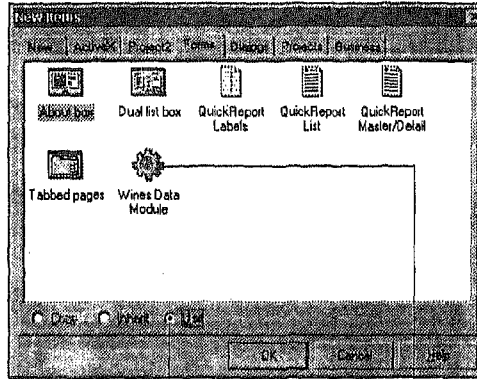 New Items
New ActiveX Project2 Forms Dialogs Projects Business
About box Dual list box QuickReport Labels QuickReport List QuickReport Master/Detail
Tabbed pages Wines Data Module
Copy Inherit Use
OK Cancel Help